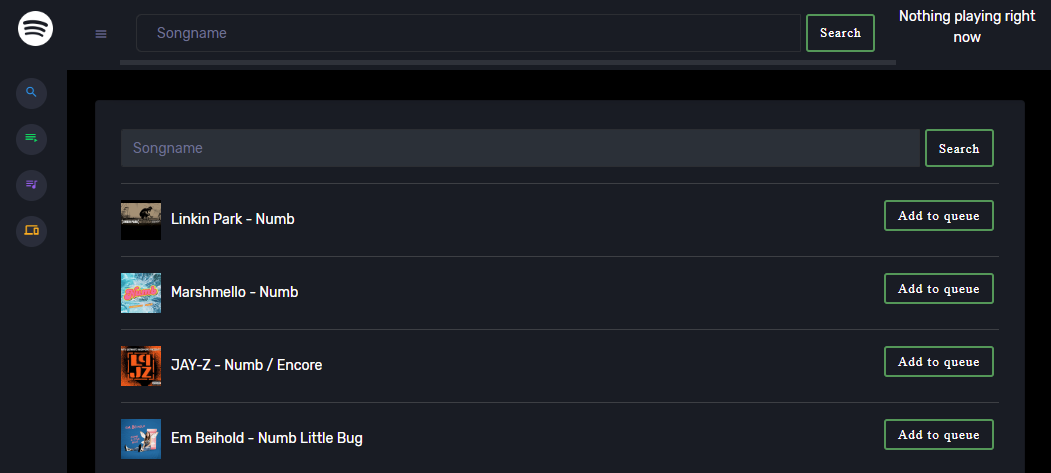 Songname
Search
Nothing playing right
now
Songname
Search
Linkin Park - Numb
Add to queue
Marshmello - Numb
Add to queue
JAY-Z - Numb / Encore
Add to queue
Em Beihold - Numb Little Bug
Add to queue